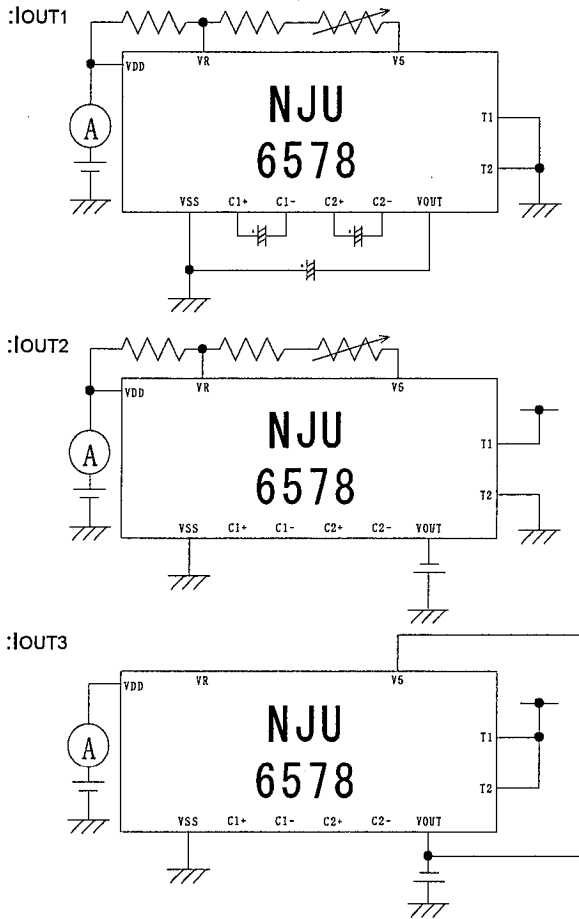 :IOUT1
VDD VR V5
A
NJU
6578
T1
T2
VSS C1+ C1- C2+ C2- VOUT
:IOUT2
VDD VR V5
A
NJU
6578
T1
T2
VSS C1+ C1- C2+ C2- VOUT
:IOUT3
VDD VR V5
A
NJU
6578
T1
T2
VSS C1+ C1- C2+ C2- VOUT